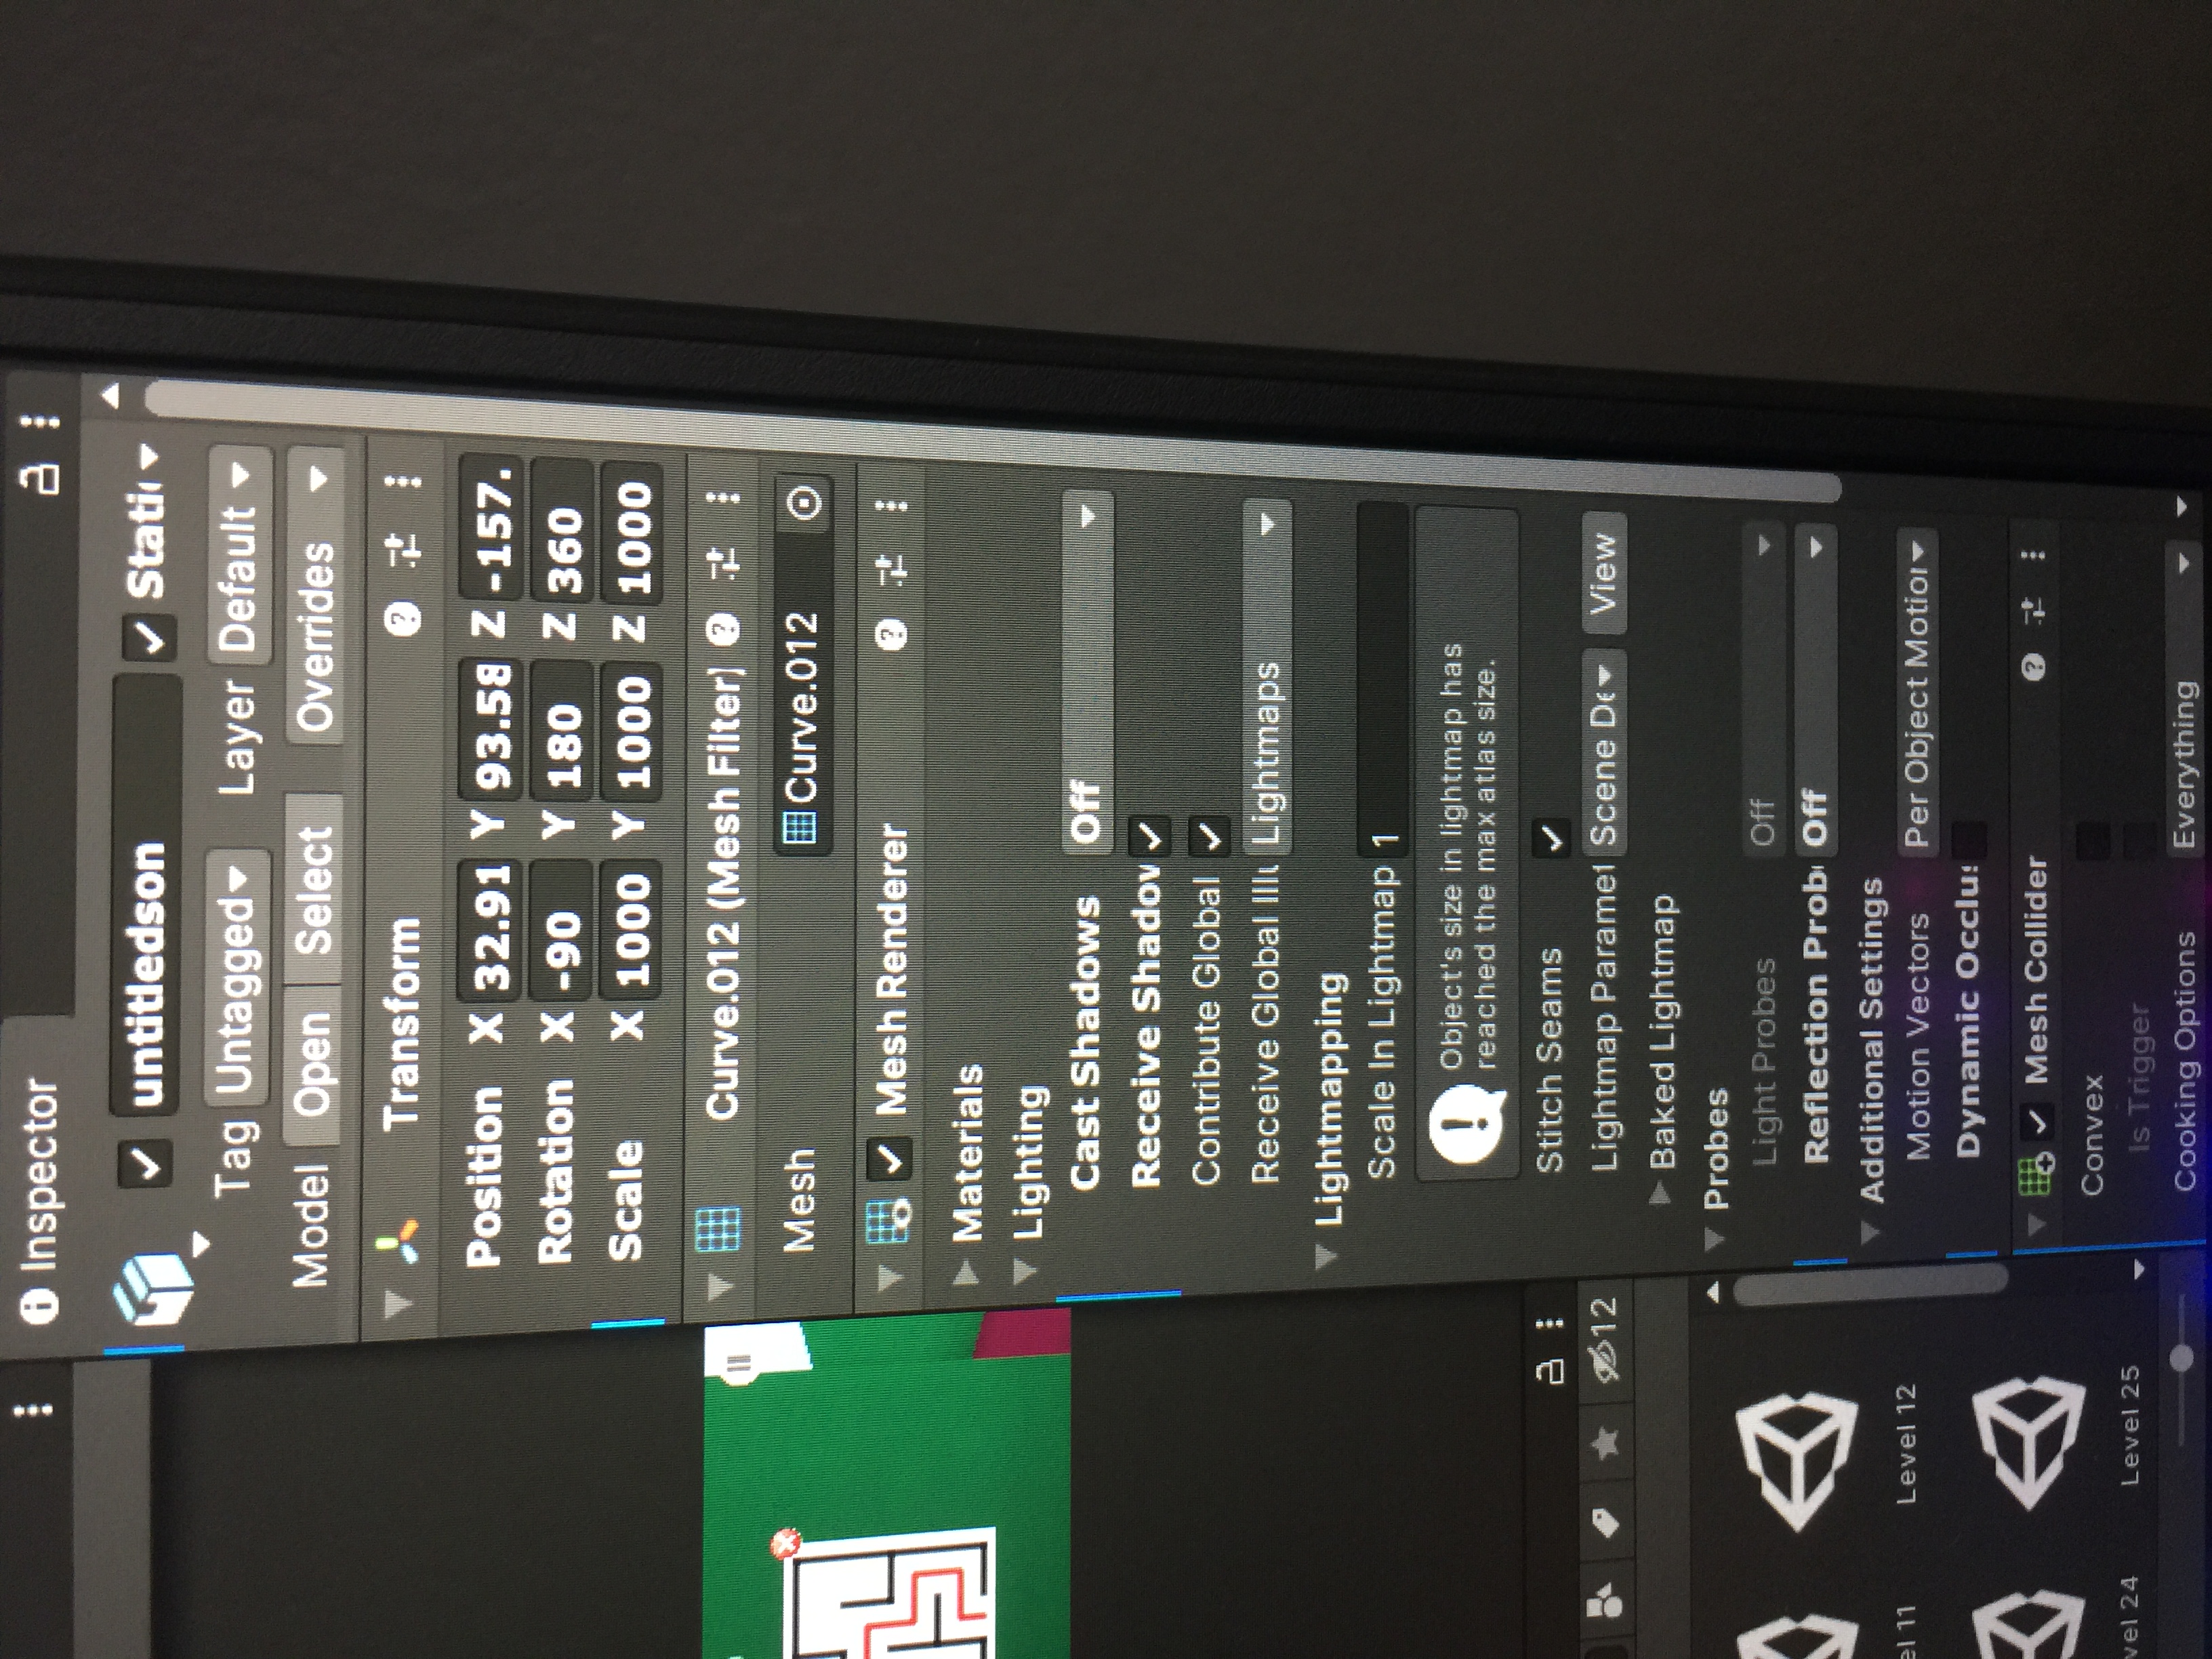 Inspector
untitledson
Stati
Tag Untagged Layer Default
Model Open Select Overrides
Transform
Position X 32.91 Y 93.58 Z -157.
Rotation X -90 Y 180 Z 360
Scale X 1000 Y 1000 Z 1000
Curve.012 (Mesh Filter)
Mesh Curve.012
Mesh Renderer
Materials
Lighting
Cast Shadows Off
Receive Shadow
Contribute Global
Receive Global Illu Lightmaps
Lightmapping
Scale In Lightmap 1
Object's size in lightmap has
reached the max atlas size.
Stitch Seams
Lightmap Paramet Scene De View
Baked Lightmap
Probes
Light Probes Off
Reflection Prob Off
Additional Settings
Motion Vectors Per Object Motion
Dynamic Occlus
Mesh Collider
Convex
Is Trigger
Cooking Options Everything
12
el 11
Level 12
vel 24
Level 25